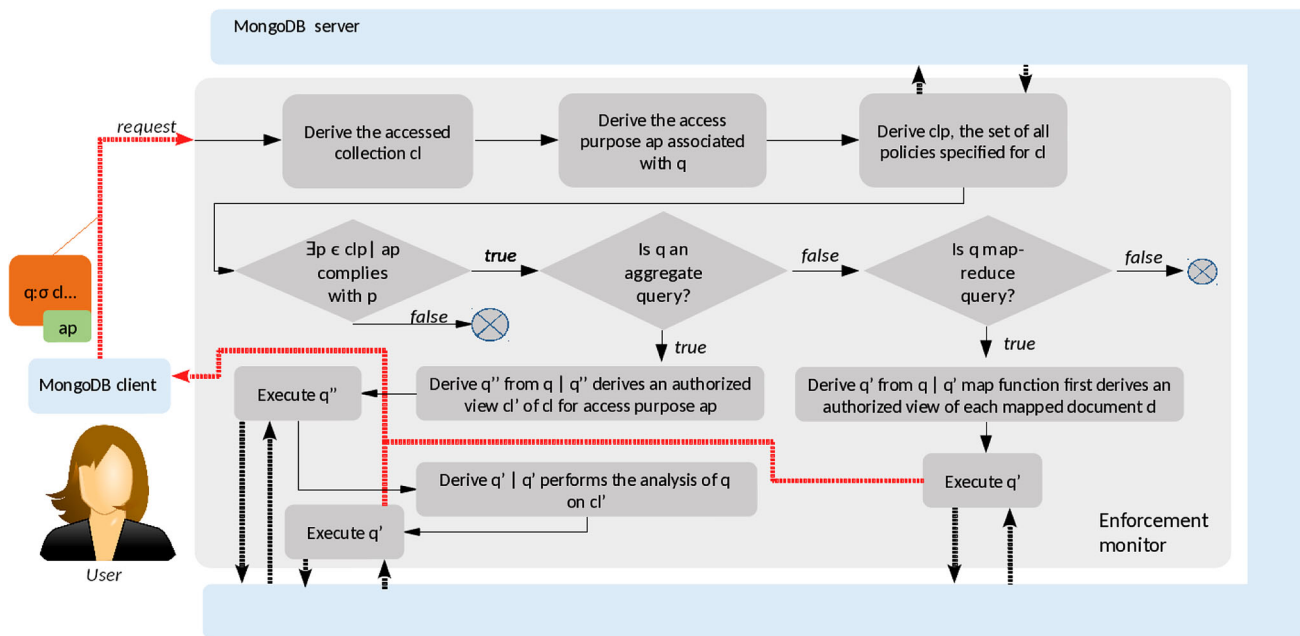 MongoDB server
request
Derive the accessed
collection cl
Derive the access
purpose ap associated
with q
Derive clp, the set of all
policies specified for cl
∃p ϵ clp| ap
complies
with p
true
Is q an
aggregate
query?
false
Is q map-
reduce
query?
false
false
q:σ cl...
ap
true
true
MongoDB client
Execute q’’
Derive q’’ from q | q’’ derives an authorized
view cl’ of cl for access purpose ap
Derive q’ from q | q’ map function first derives an
authorized view of each mapped document d
Derive q’ | q’ performs the analysis of q
on cl’
Execute q’
Execute q’
Enforcement
monitor
User